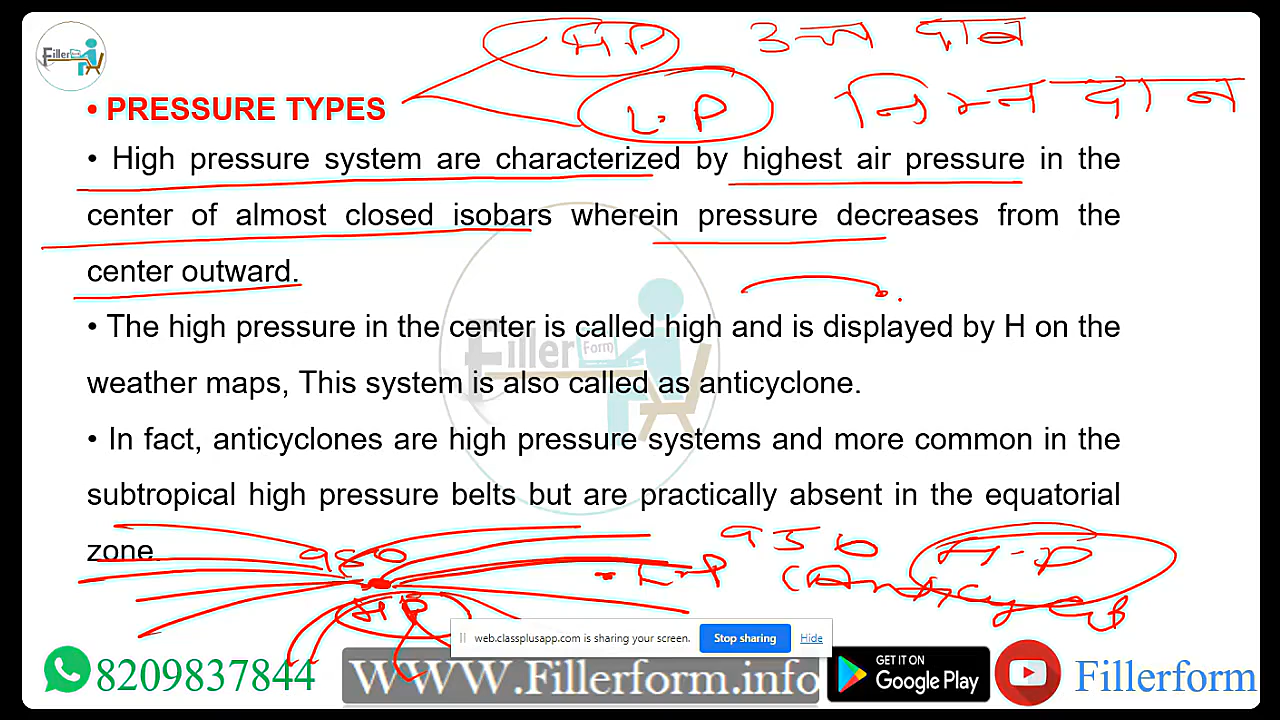 H P उच्च दाब
Filler
• PRESSURE TYPES
L. P निम्न दाब
• High pressure system are characterized by highest air pressure in the
center of almost closed isobars wherein pressure decreases from the
center outward.
• The high pressure in the center is called high and is displayed by H on the
weather maps, This system is also called as anticyclone.
Filler Form
• In fact, anticyclones are high pressure systems and more common in the
subtropical high pressure belts but are practically absent in the equatorial
zone.
980
950
H-P
L-P
HP
web.classplusapp.com is sharing your screen. Stop sharing Hide
8209837844 WWW.Fillerform.info GET IT ON Google Play Fillerform